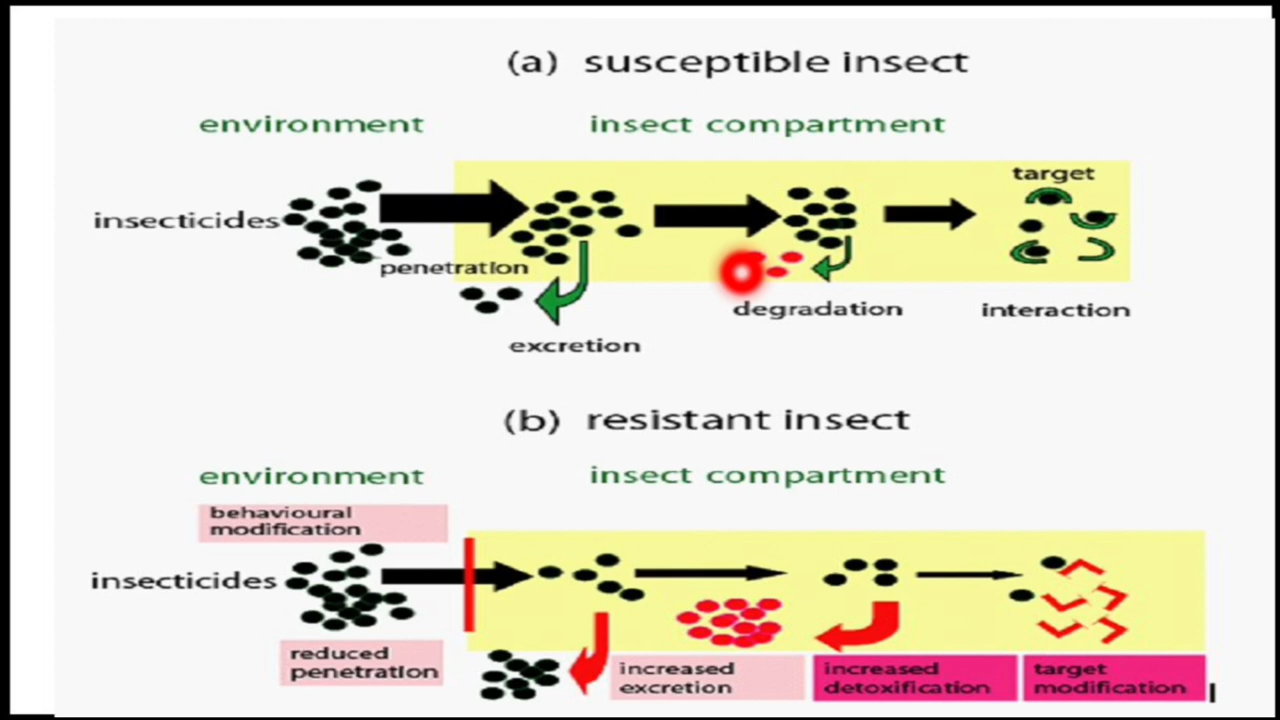 (a) susceptible insect
environment insect compartment
target
insecticides
penetration
degradation interaction
excretion
(b) resistant insect
environment insect compartment
behavioural
modification
insecticides
reduced
penetration
increased
excretion
increased
detoxification
target
modification